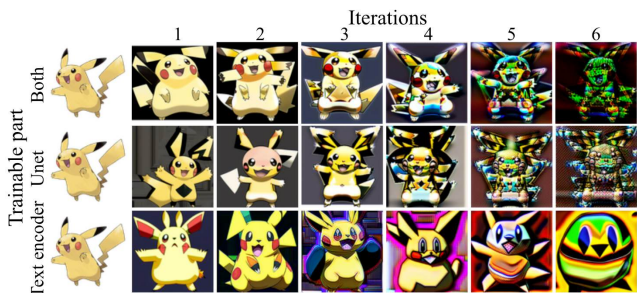 Iterations
1 2 3 4 5 6
Trainable part
Both
Unet
Text encoder